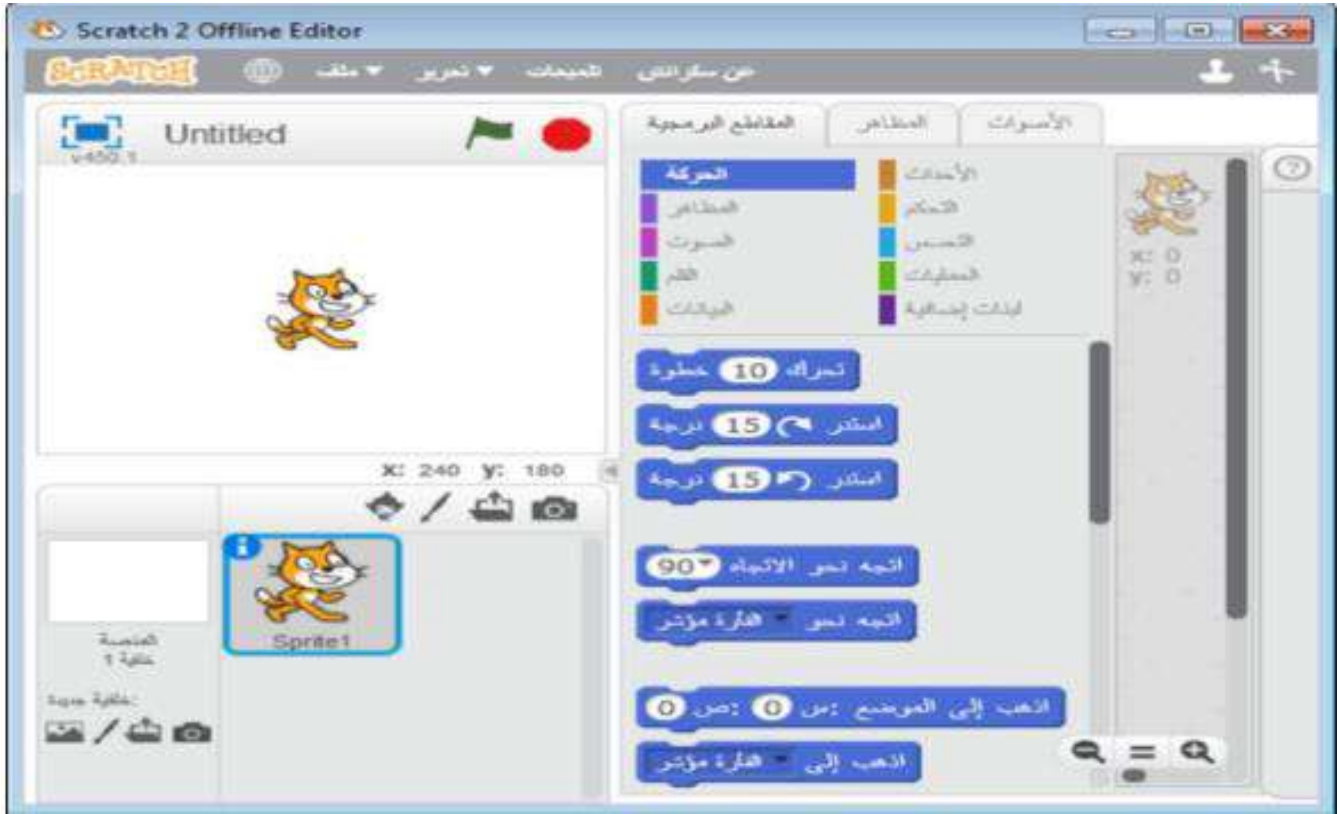 Scratch 2 Offline Editor
SCRATCH ملف ▼ تحرير ▼ تلميحات عن سكراتش
v450.1 Untitled
المقاطع البرمجية المظاهر الأصوات
الحركة الأحداث
المظاهر التحكم
الصوت التحسس
القلم العمليات
البيانات لبنات إضافية
x: 0
y: 0
تحرك 10 خطوة
استدر 15 درجة
استدر 15 درجة
اتجه نحو الاتجاه 90▼
اتجه نحو الفأرة مؤشر
اذهب إلى الموضع س: 0 ص: 0
اذهب إلى الفأرة مؤشر
x: 240 y: 180
Sprite1
المنصة
خلفية 1
خلفية جديدة: